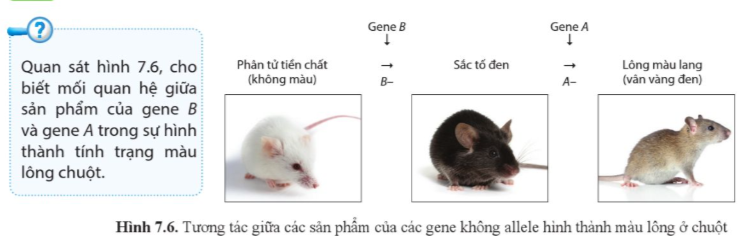 ?
Quan sát hình 7.6, cho
biết mối quan hệ giữa
sản phẩm của gene B
và gene A trong sự hình
thành tính trạng màu
lông chuột.
Gene B
↓
Gene A
↓
Phân tử tiền chất
(không màu)
→
B–
Sắc tố đen
→
A–
Lông màu lang
(vân vàng đen)
Hình 7.6. Tương tác giữa các sản phẩm của các gene không allele hình thành màu lông ở chuột